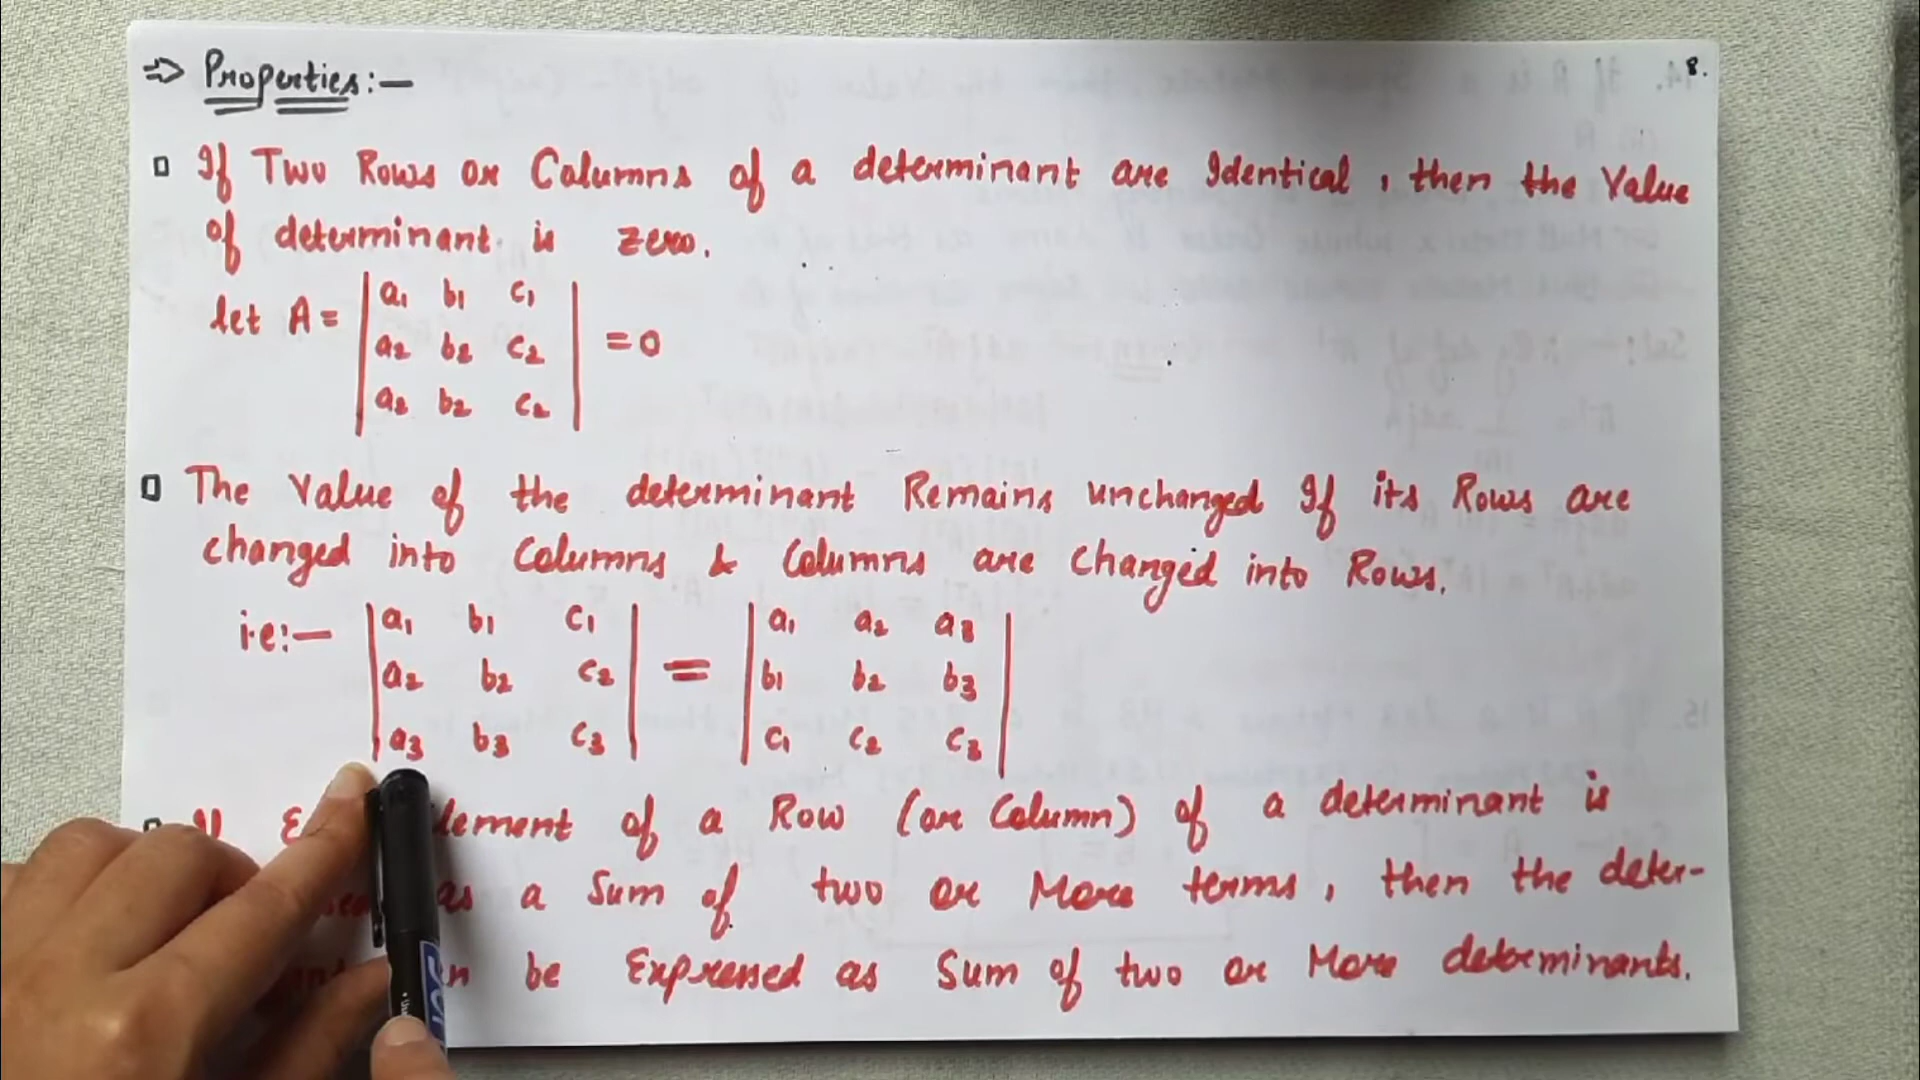 8.
⇒ Properties:—
If Two Rows or Columns of a determinant are Identical, then the Value
of determinant is zero.
let A = | a₁ b₁ c₁ |
| a₂ b₂ c₂ | = 0
| a₂ b₂ c₂ |
The Value of the determinant Remains unchanged If its Rows are
changed into Columns & Columns are changed into Rows.
i.e:— | a₁ b₁ c₁ | | a₁ a₂ a₃ |
| a₂ b₂ c₂ | = | b₁ b₂ b₃ |
| a₃ b₃ c₃ | | c₁ c₂ c₃ |
element of a Row (or Column) of a determinant is
as a Sum of two or More terms, then the deter-
be Expressed as Sum of two or More determinants.